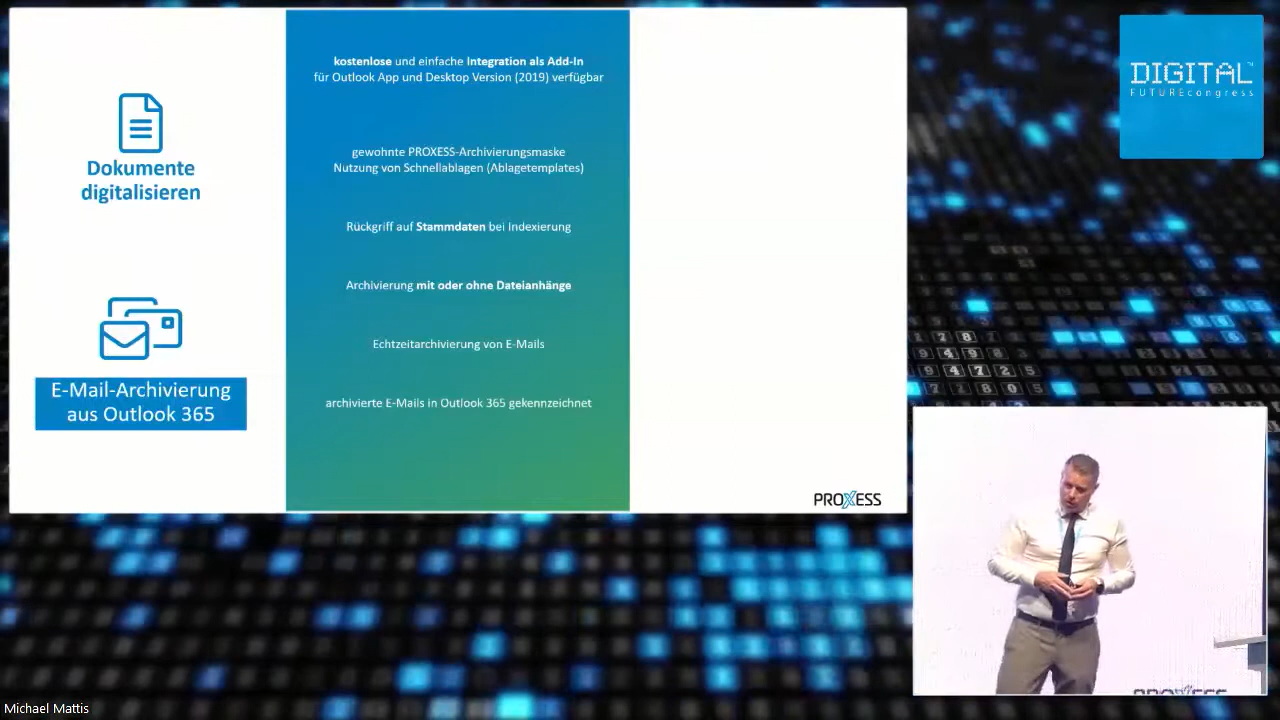 Dokumente
digitalisieren
E-Mail-Archivierung
aus Outlook 365
kostenlose und einfache Integration als Add-In
für Outlook App und Desktop Version (2019) verfügbar
gewohnte PROXESS-Archivierungsmaske
Nutzung von Schnellablagen (Ablagetemplates)
Rückgriff auf Stammdaten bei Indexierung
Archivierung mit oder ohne Dateianhänge
Echtzeitarchivierung von E-Mails
archivierte E-Mails in Outlook 365 gekennzeichnet
PROXESS
DIGITAL™
FUTUREcongress
PROXESS
Michael Mattis